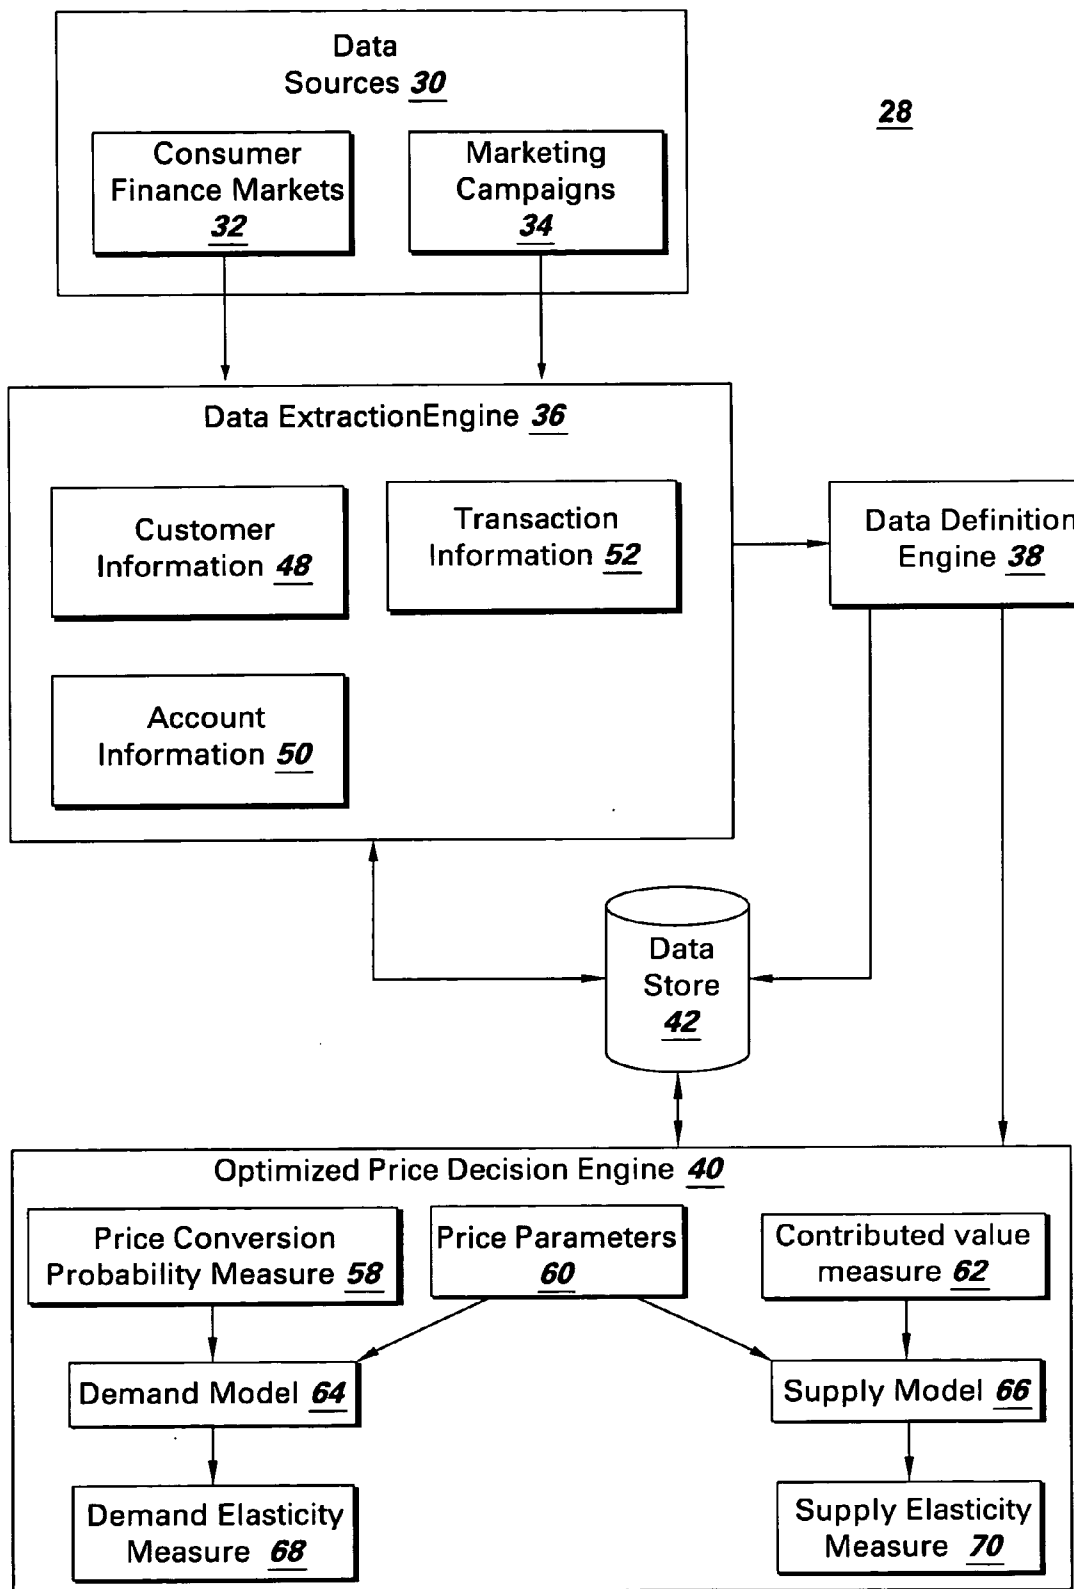 Data
Sources 30
28
Consumer
Finance Markets
32
Marketing
Campaigns
34
Data ExtractionEngine 36
Customer
Information 48
Transaction
Information 52
Data Definition
Engine 38
Account
Information 50
Data
Store
42
Optimized Price Decision Engine 40
Price Conversion
Probability Measure 58
Price Parameters
60
Contributed value
measure 62
Demand Model 64
Supply Model 66
Demand Elasticity
Measure 68
Supply Elasticity
Measure 70